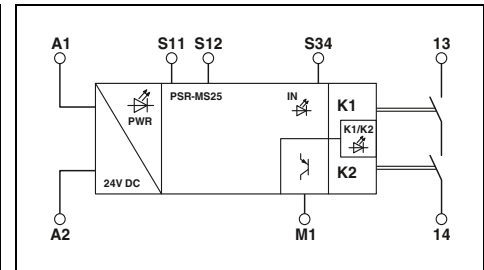 A1 S11 S12 S34 13
PSR-MS25 IN K1
PWR K1/K2
24V DC K2
A2 M1 14